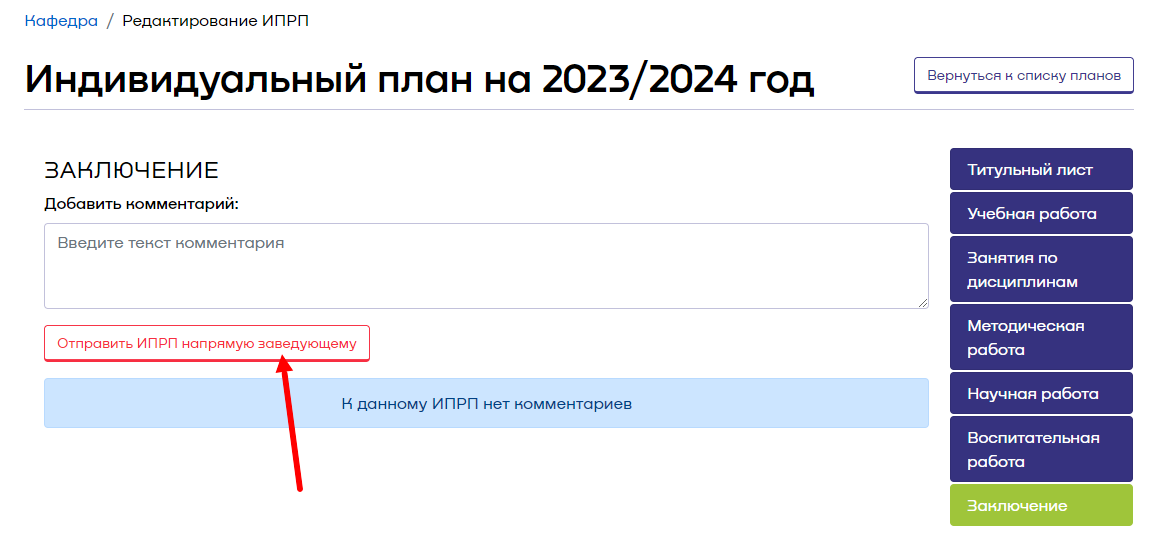 Кафедра / Редактирование ИПРП
Индивидуальный план на 2023/2024 год
Вернуться к списку планов
ЗАКЛЮЧЕНИЕ
Добавить комментарий:
Введите текст комментария
Отправить ИПРП напрямую заведующему
К данному ИПРП нет комментариев
Титульный лист
Учебная работа
Занятия по
дисциплинам
Методическая
работа
Научная работа
Воспитательная
работа
Заключение